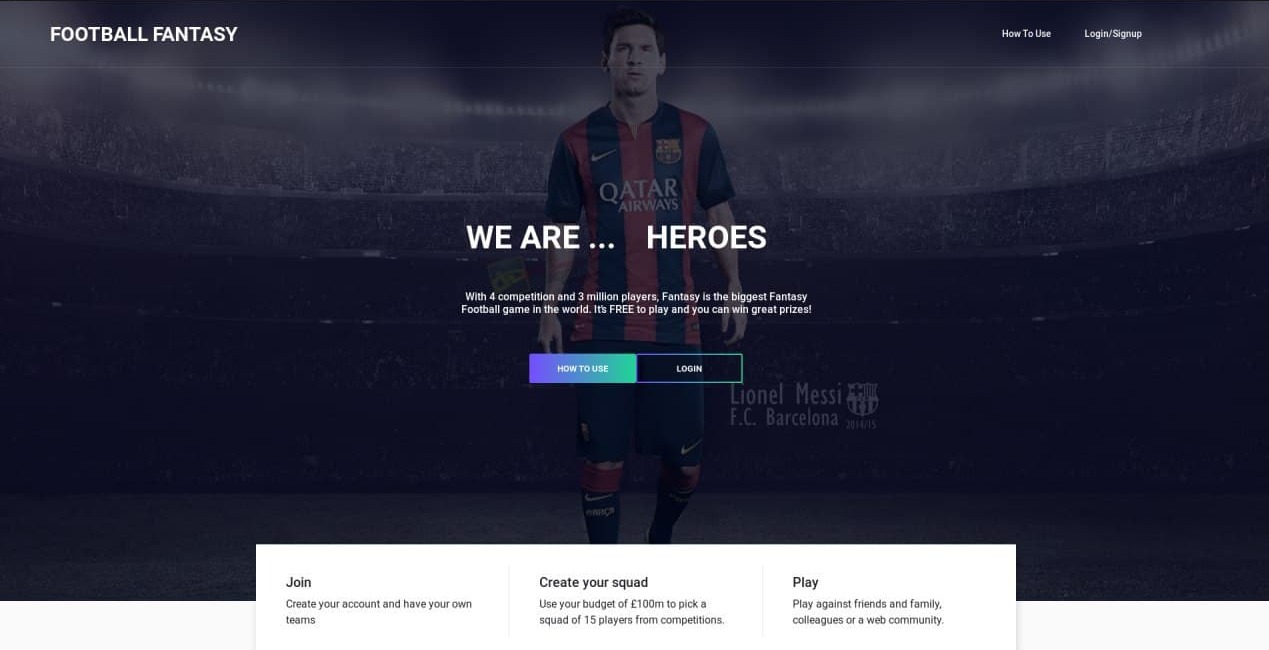 FOOTBALL FANTASY
How To Use
Login/Signup
QATAR
AIRWAYS
WE ARE ... HEROES
With 4 competition and 3 million players, Fantasy is the biggest Fantasy
Football game in the world. It's FREE to play and you can win great prizes!
HOW TO USE
LOGIN
Lionel Messi
F.C. Barcelona
2014/15
Join
Create your account and have your own
teams
Create your squad
Use your budget of £100m to pick a
squad of 15 players from competitions.
Play
Play against friends and family,
colleagues or a web community.